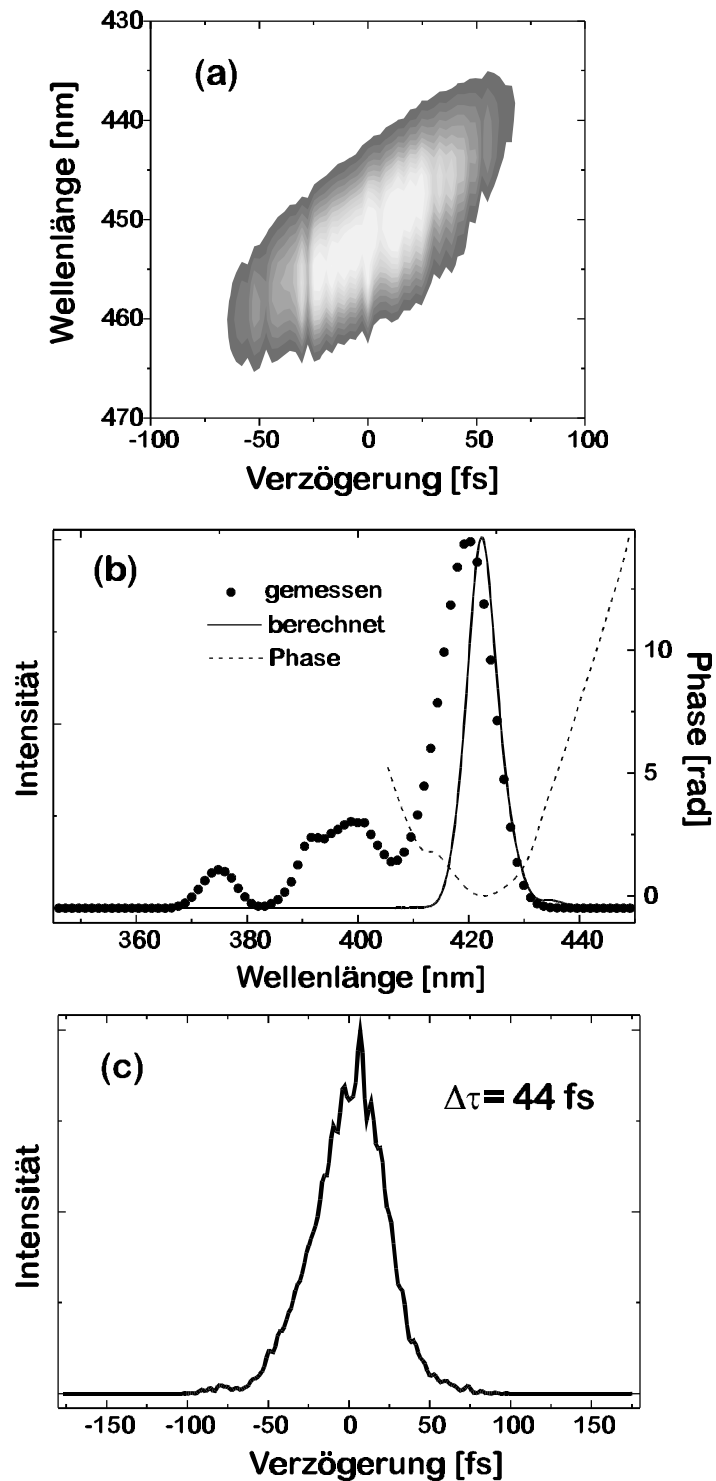 (a)
Wellenlänge [nm]
430
440
450
460
470
-100 -50 0 50 100
Verzögerung [fs]
(b)
gemessen
berechnet
Phase
Intensität
Phase [rad]
10
5
0
360 380 400 420 440
Wellenlänge [nm]
(c)
Δτ= 44 fs
Intensität
-150 -100 -50 0 50 100 150
Verzögerung [fs]